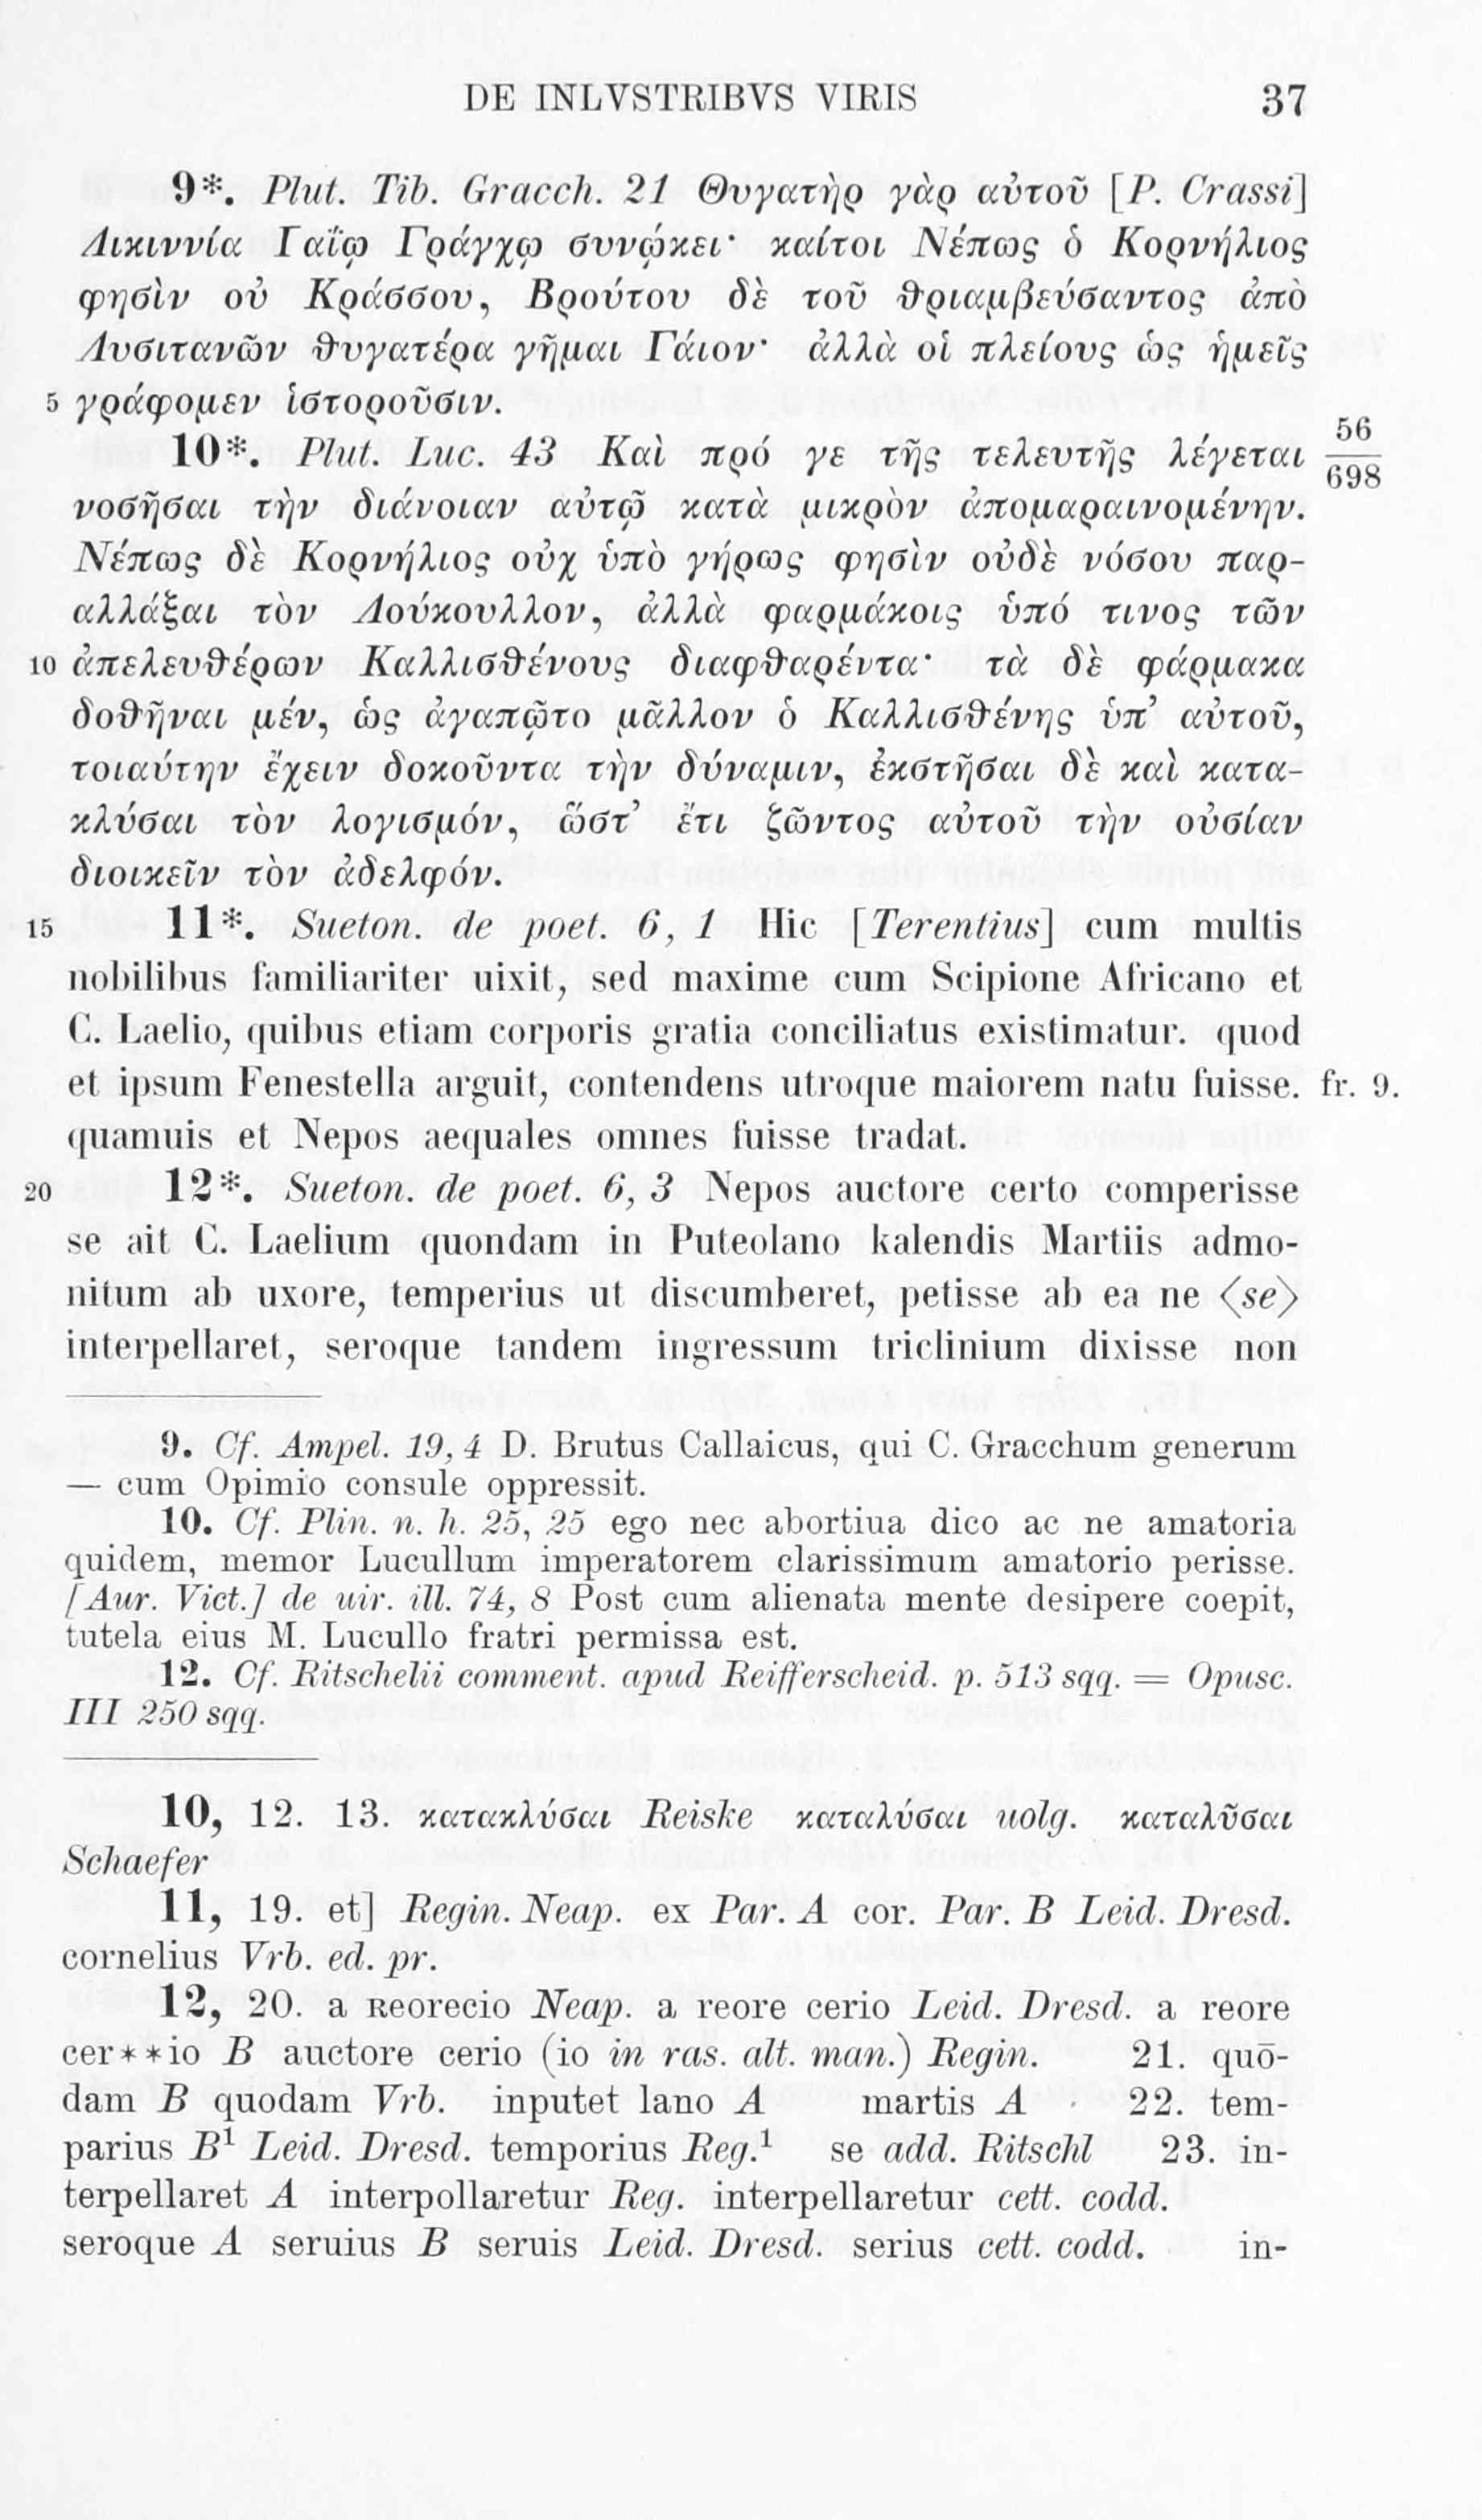 DE INLVSTRIBVS VIRIS 37
9*. Plut. Tib. Gracch. 21 Θυγατὴρ γὰρ αὐτοῦ [P. Crassi]
Λικιννία Γαΐῳ Γράγχῳ συνῴκει· καίτοι Νέπως ὁ Κορνήλιος
φησὶν οὐ Κράσσου, Βρούτου δὲ τοῦ θριαμβεύσαντος ἀπὸ
Λυσιτανῶν θυγατέρα γῆμαι Γάιον· ἀλλὰ οἱ πλείους ὡς ἡμεῖς
5 γράφομεν ἱστοροῦσιν.
10*. Plut. Luc. 43 Καὶ πρό γε τῆς τελευτῆς λέγεται 56/698
νοσῆσαι τὴν διάνοιαν αὐτῷ κατὰ μικρὸν ἀπομαραινομένην.
Νέπως δὲ Κορνήλιος οὐχ ὑπὸ γήρως φησὶν οὐδὲ νόσου παρ-
αλλάξαι τὸν Λούκουλλον, ἀλλὰ φαρμάκοις ὑπό τινος τῶν
10 ἀπελευθέρων Καλλισθένους διαφθαρέντα· τὰ δὲ φάρμακα
δοθῆναι μέν, ὡς ἀγαπῷτο μᾶλλον ὁ Καλλισθένης ὑπ’ αὐτοῦ,
τοιαύτην ἔχειν δοκοῦντα τὴν δύναμιν, ἐκστῆσαι δὲ καὶ κατα-
κλύσαι τὸν λογισμόν, ὥστ’ ἔτι ζῶντος αὐτοῦ τὴν οὐσίαν
διοικεῖν τὸν ἀδελφόν.
15 11*. Sueton. de poet. 6, 1 Hic [Terentius] cum multis
nobilibus familiariter uixit, sed maxime cum Scipione Africano et
C. Laelio, quibus etiam corporis gratia conciliatus existimatur. quod
et ipsum Fenestella arguit, contendens utroque maiorem natu fuisse. fr. 9.
quamuis et Nepos aequales omnes fuisse tradat.
20 12*. Sueton. de poet. 6, 3 Nepos auctore certo comperisse
se ait C. Laelium quondam in Puteolano kalendis Martiis admo-
nitum ab uxore, temperius ut discumberet, petisse ab ea ne <se>
interpellaret, seroque tandem ingressum triclinium dixisse non
9. Cf. Ampel. 19, 4 D. Brutus Callaicus, qui C. Gracchum generum
— cum Opimio consule oppressit.
10. Cf. Plin. n. h. 25, 25 ego nec abortiua dico ac ne amatoria
quidem, memor Lucullum imperatorem clarissimum amatorio perisse.
[Aur. Vict.] de uir. ill. 74, 8 Post cum alienata mente desipere coepit,
tutela eius M. Lucullo fratri permissa est.
12. Cf. Ritschelii comment. apud Reifferscheid. p. 513 sqq. = Opusc.
III 250 sqq.
10, 12. 13. κατακλύσαι Reiske καταλύσαι uolg. καταλῦσαι
Schaefer
11, 19. et] Regin. Neap. ex Par. A cor. Par. B Leid. Dresd.
cornelius Vrb. ed. pr.
12, 20. a Reorecio Neap. a reore cerio Leid. Dresd. a reore
cer**io B auctore cerio (io in ras. alt. man.) Regin. 21. quō-
dam B quodam Vrb. inputet lano A martis A 22. tem-
parius B¹ Leid. Dresd. temporius Reg.¹ se add. Ritschl 23. in-
terpellaret A interpollaretur Reg. interpellaretur cett. codd.
seroque A seruius B seruis Leid. Dresd. serius cett. codd. in-